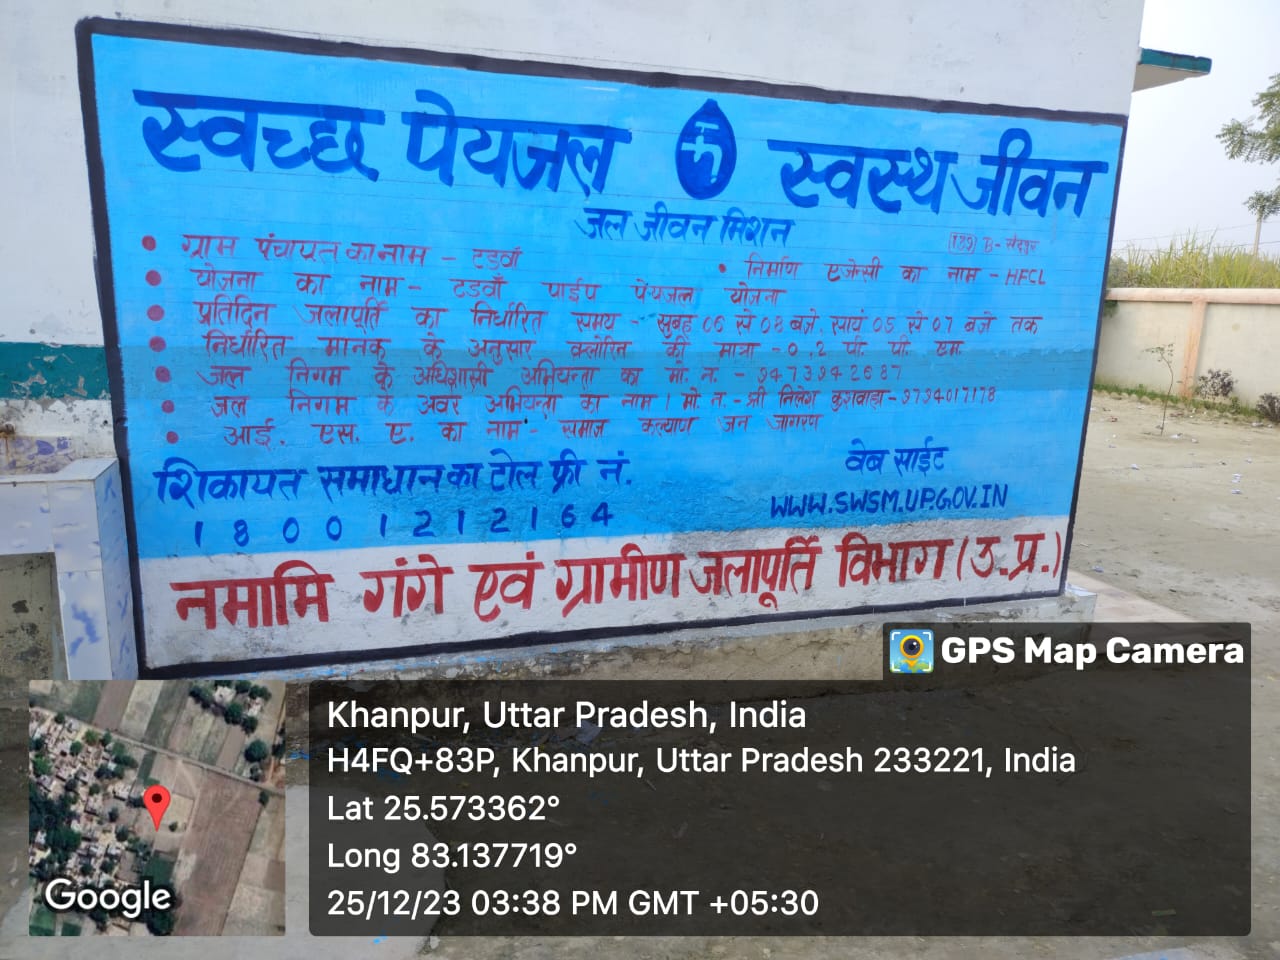 स्वच्छ पेयजल स्वस्थ जीवन
जल जीवन मिशन
(189) B- सैदपुर
• ग्राम पंचायत का नाम - टडवाँ
• निर्माण एजेन्सी का नाम - HFCL
• योजना का नाम - टडवाँ पाईप पेयजल योजना
• प्रतिदिन जलापूर्ति का निर्धारित समय - सुबह 06 से 08 बजे, सायं 05 से 07 बजे तक
• निर्धारित मानक के अनुसार क्लोरिन की मात्रा - 0.2 पी. पी. एम.
• जल निगम के अधिशासी अभियन्ता का मो. न. - 9473942687
• जल निगम के अवर अभियन्ता का नाम / मो. न. - श्री निलेश कुशवाहा - 9794017178
• आई. एस. ए. का नाम - समाज कल्याण जन जागरण
शिकायत समाधान का टोल फ्री नं.
18001212164
वेब साईट
WWW.SWSM.UP.GOV.IN
नमामि गंगे एवं ग्रामीण जलापूर्ति विभाग (उ.प्र.)
GPS Map Camera
Khanpur, Uttar Pradesh, India
H4FQ+83P, Khanpur, Uttar Pradesh 233221, India
Lat 25.573362°
Long 83.137719°
25/12/23 03:38 PM GMT +05:30
Google